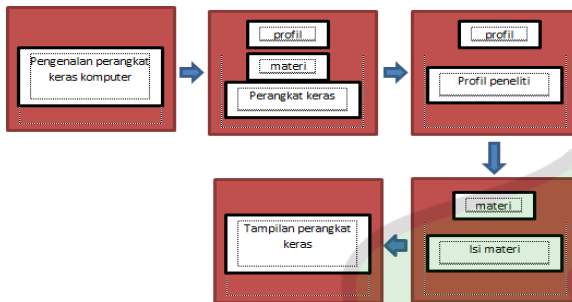 Pengenalan perangkat
keras komputer
profil
materi
Perangkat keras
profil
Profil peneliti
materi
Isi materi
Tampilan perangkat
keras